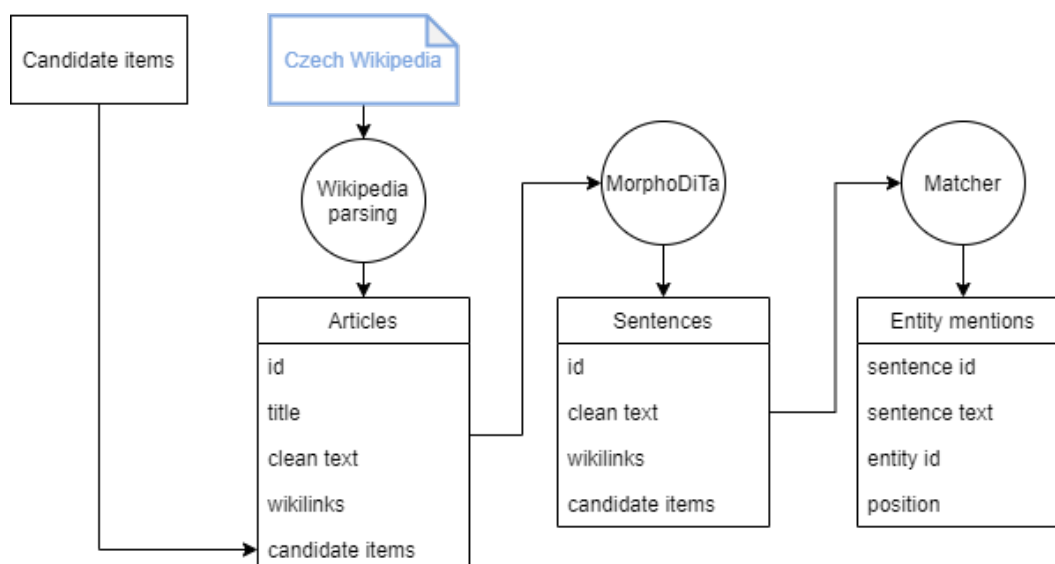 Candidate items
Czech Wikipedia
Wikipedia
parsing
MorphoDiTa
Matcher
Articles
id
title
clean text
wikilinks
candidate items
Sentences
id
clean text
wikilinks
candidate items
Entity mentions
sentence id
sentence text
entity id
position